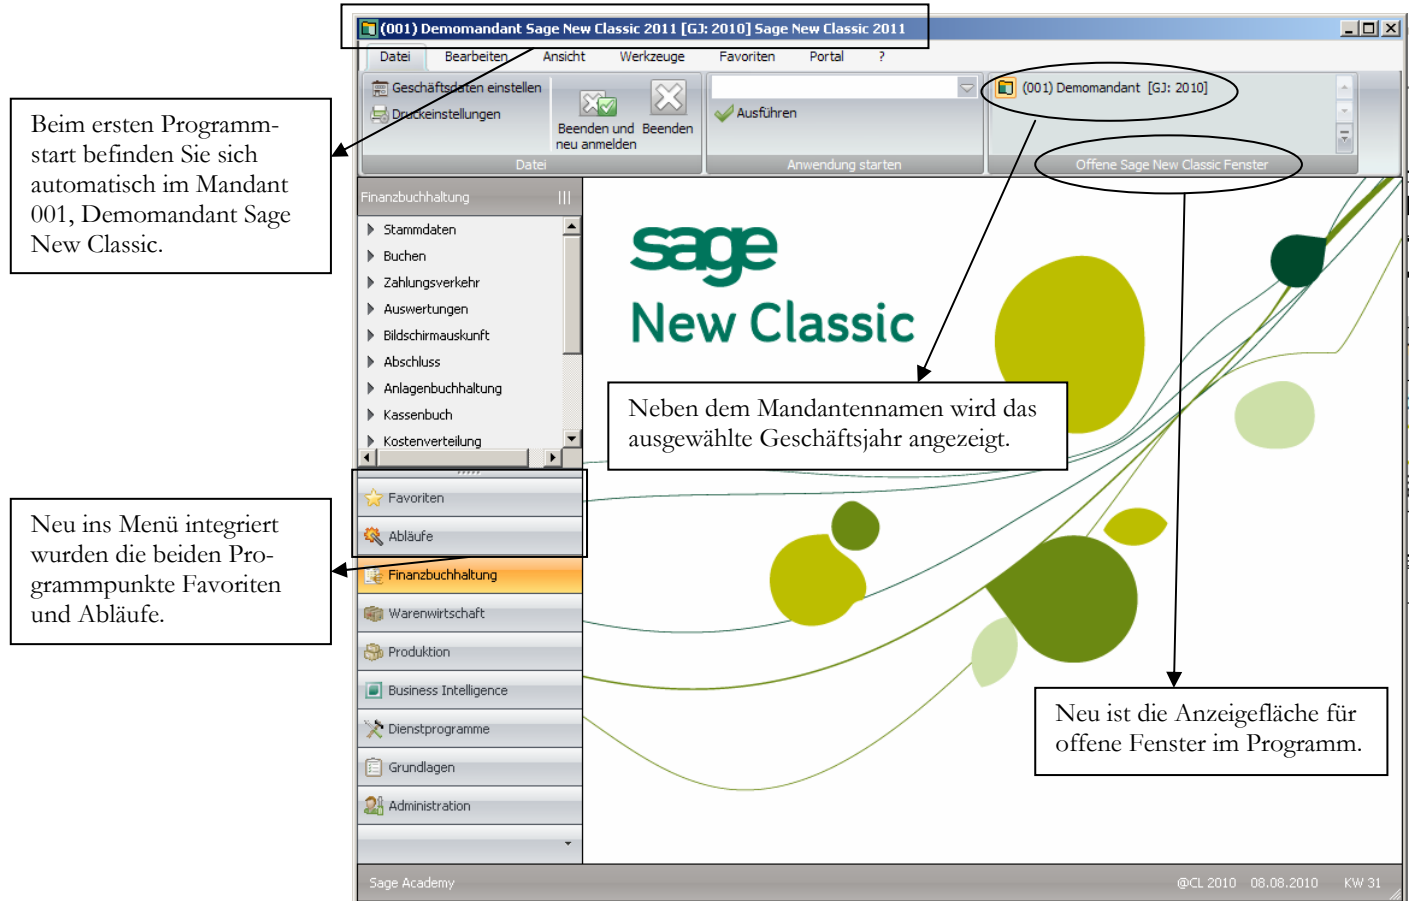 (001) Demomandant Sage New Classic 2011 [GJ: 2010] Sage New Classic 2011
Datei Bearbeiten Ansicht Werkzeuge Favoriten Portal ?
Geschäftsdaten einstellen
Druckeinstellungen
Beenden und neu anmelden
Beenden
Datei
Ausführen
Anwendung starten
(001) Demomandant [GJ: 2010]
Offene Sage New Classic Fenster
Beim ersten Programm-
start befinden Sie sich
automatisch im Mandant
001, Demomandant Sage
New Classic.
Finanzbuchhaltung
Stammdaten
Buchen
Zahlungsverkehr
Auswertungen
Bildschirmauskunft
Abschluss
Anlagenbuchhaltung
Kassenbuch
Kostenverteilung
sage
New Classic
Neben dem Mandantennamen wird das
ausgewählte Geschäftsjahr angezeigt.
Neu ins Menü integriert
wurden die beiden Pro-
grammpunkte Favoriten
und Abläufe.
Favoriten
Abläufe
Finanzbuchhaltung
Warenwirtschaft
Produktion
Business Intelligence
Dienstprogramme
Grundlagen
Administration
Neu ist die Anzeigefläche für
offene Fenster im Programm.
Sage Academy @CL 2010 08.08.2010 KW 31